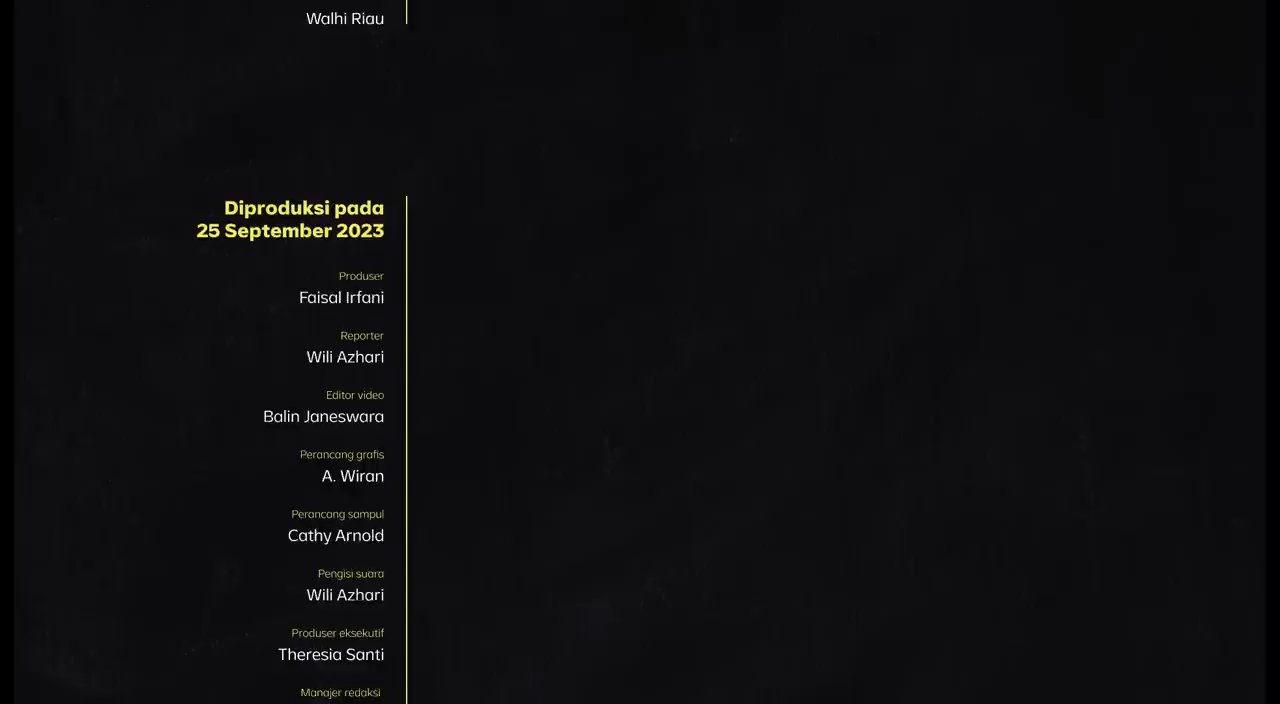 Walhi Riau
Diproduksi pada
25 September 2023
Produser
Faisal Irfani
Reporter
Wili Azhari
Editor video
Balin Janeswara
Perancang grafis
A. Wiran
Perancang sampul
Cathy Arnold
Pengisi suara
Wili Azhari
Produser eksekutif
Theresia Santi
Manajer redaksi